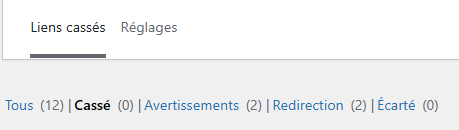 Liens cassés Réglages
Tous (12) | Cassé (0) | Avertissements (2) | Redirection (2) | Écarté (0)